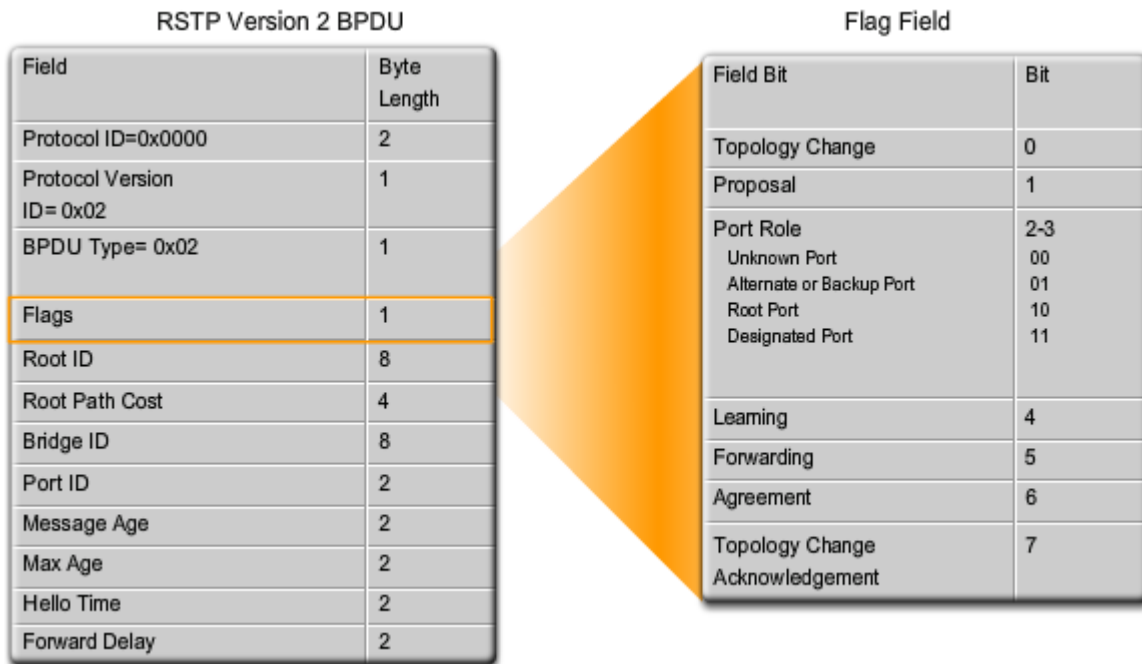 RSTP Version 2 BPDU
Field Byte
Length
Protocol ID=0x0000 2
Protocol Version 1
ID= 0x02
BPDU Type= 0x02 1
Flags 1
Root ID 8
Root Path Cost 4
Bridge ID 8
Port ID 2
Message Age 2
Max Age 2
Hello Time 2
Forward Delay 2
Flag Field
Field Bit Bit
Topology Change 0
Proposal 1
Port Role 2-3
Unknown Port 00
Alternate or Backup Port 01
Root Port 10
Designated Port 11
Learning 4
Forwarding 5
Agreement 6
Topology Change 7
Acknowledgement